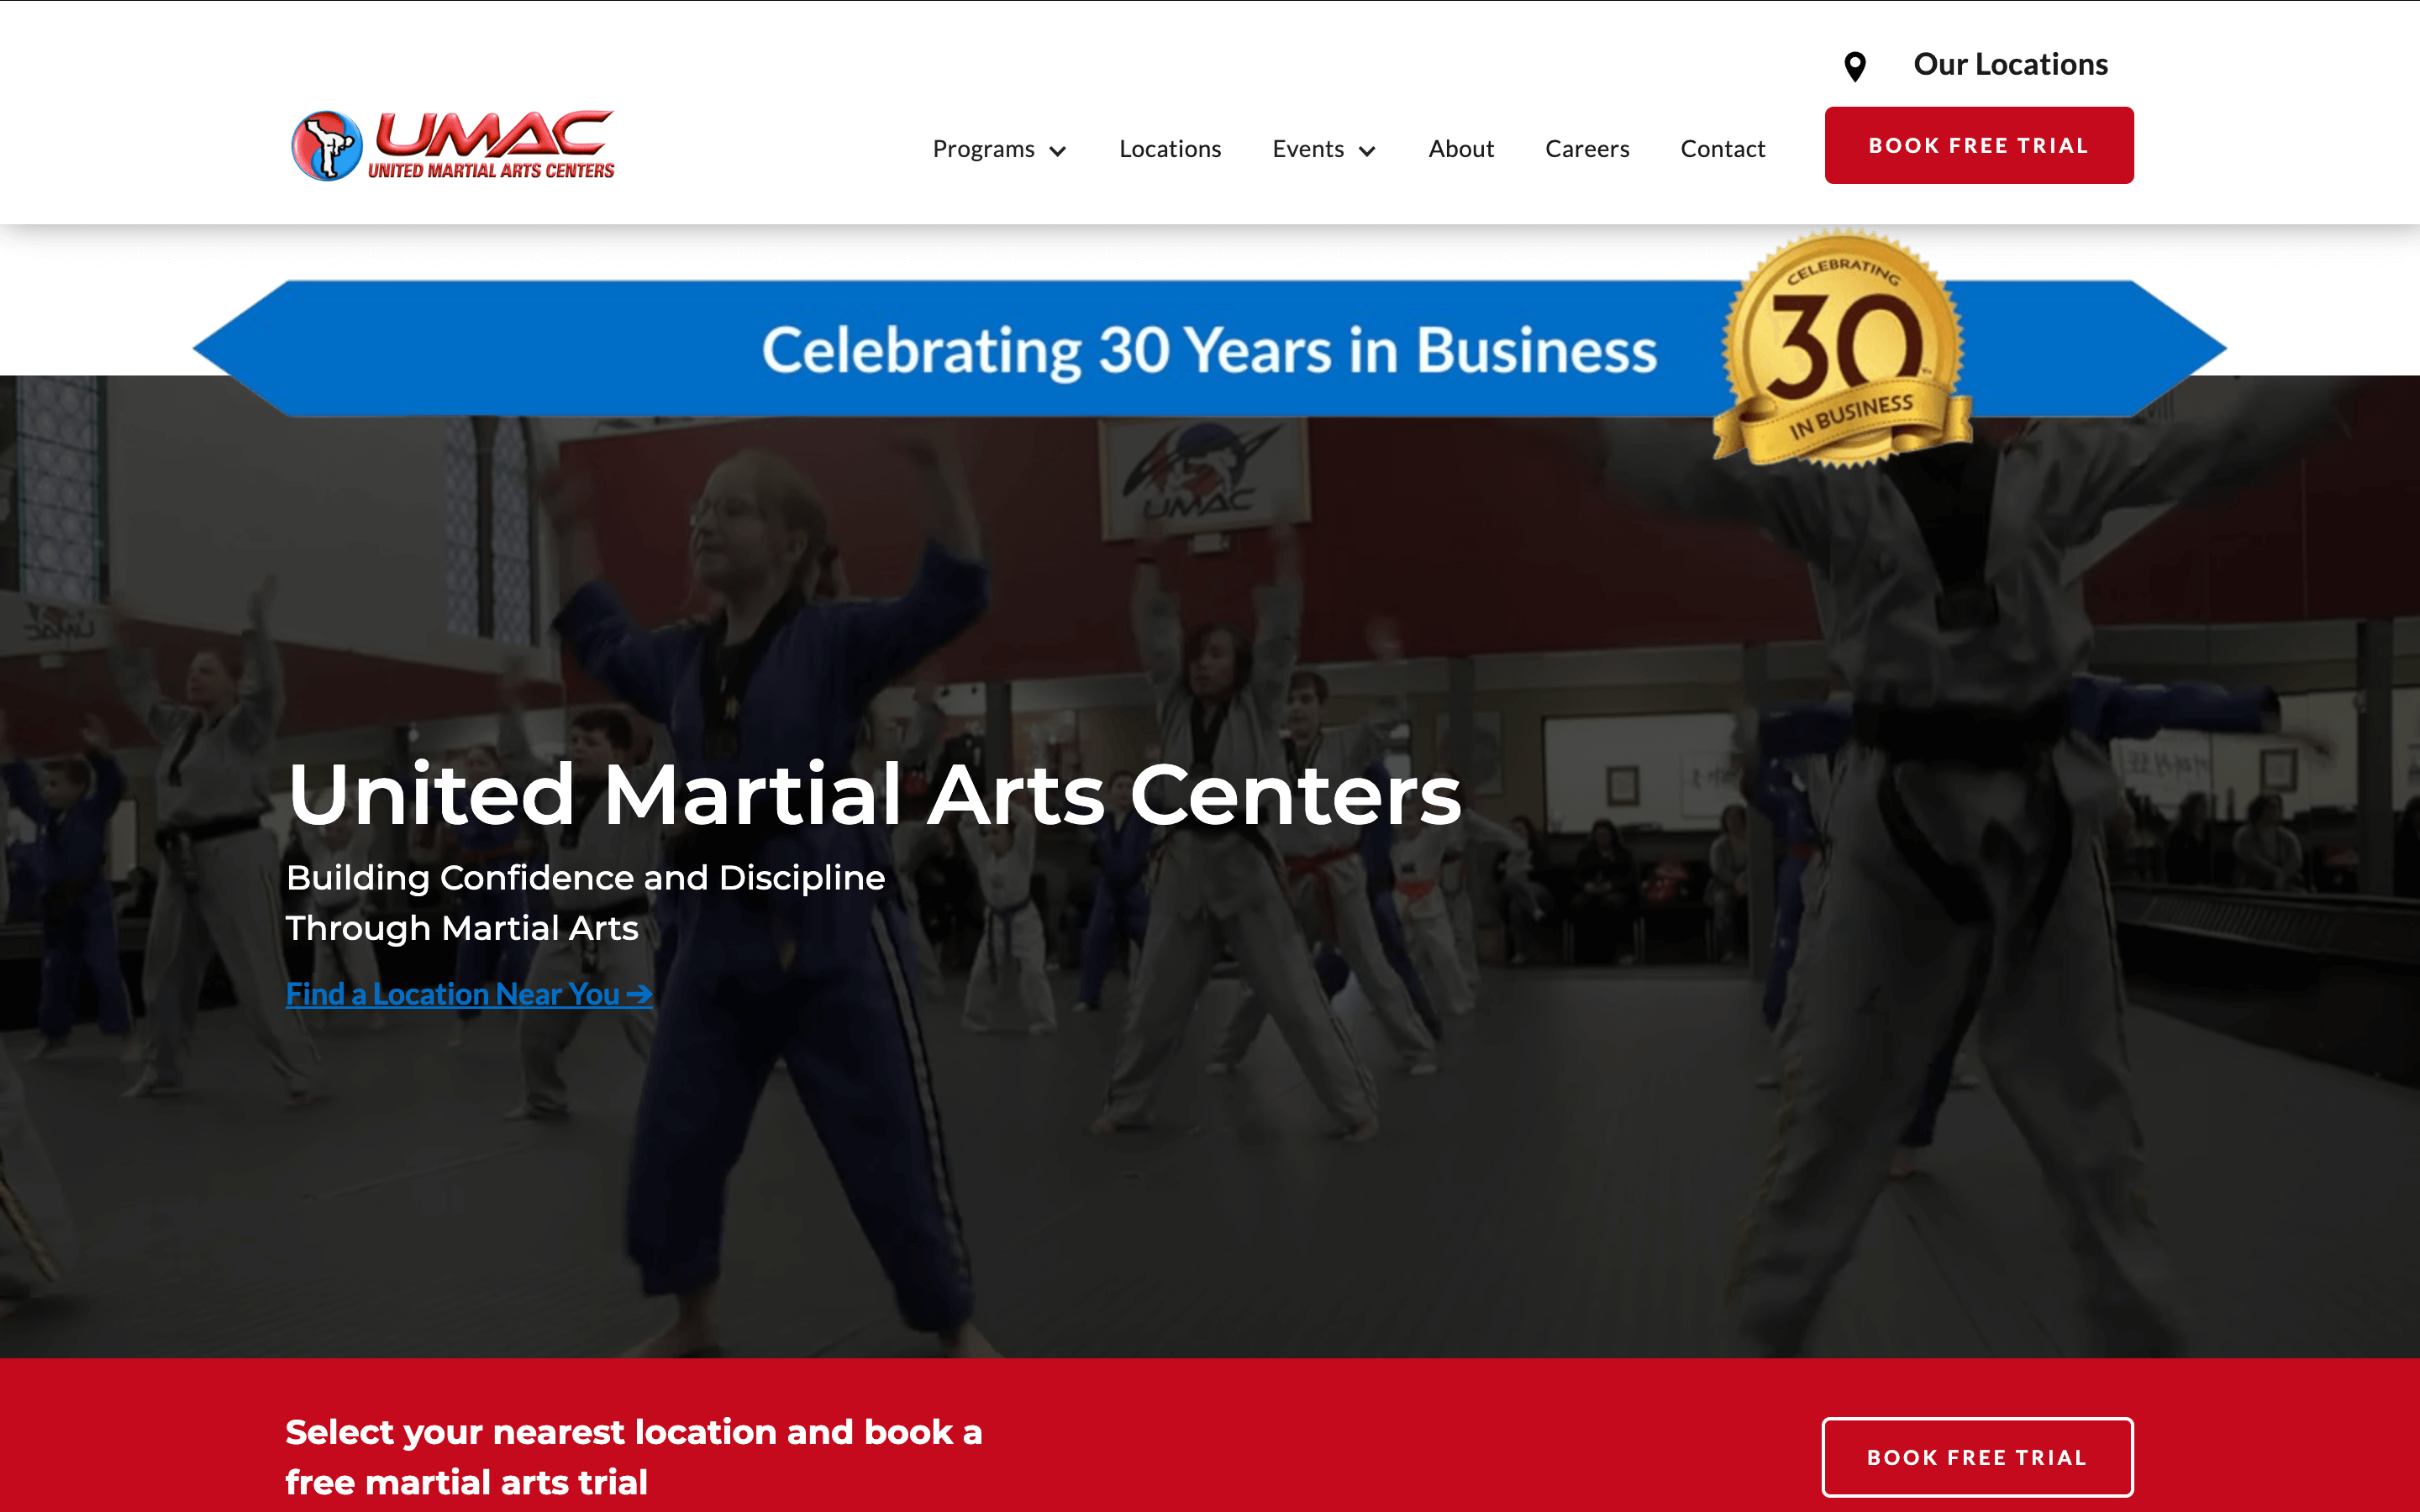 Our Locations
UMAC
UNITED MARTIAL ARTS CENTERS
Programs
Locations
Events
About
Careers
Contact
BOOK FREE TRIAL
Celebrating 30 Years in Business
CELEBRATING
30
IN BUSINESS
UMAC
United Martial Arts Centers
Building Confidence and Discipline
Through Martial Arts
Find a Location Near You →
Select your nearest location and book a
free martial arts trial
BOOK FREE TRIAL